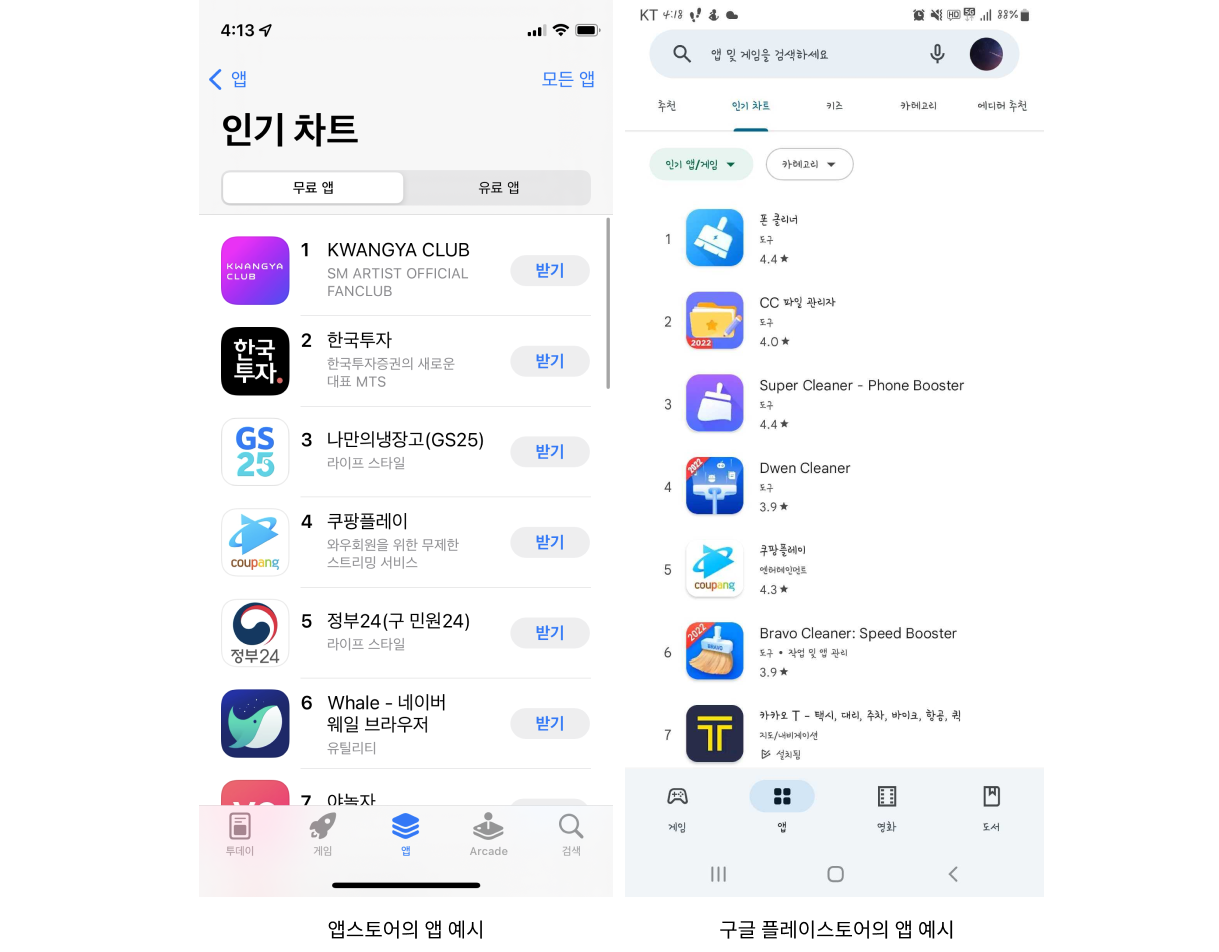 4:13
앱
모든 앱
인기 차트
무료 앱
유료 앱
KWANGYA
CLUB
1 KWANGYA CLUB
SM ARTIST OFFICIAL
FANCLUB
받기
한국
투자.
2 한국투자
한국투자증권의 새로운
대표 MTS
받기
GS
25
3 나만의냉장고(GS25)
라이프 스타일
받기
coupang
4 쿠팡플레이
와우회원을 위한 무제한
스트리밍 서비스
받기
정부24
5 정부24(구 민원24)
라이프 스타일
받기
6 Whale - 네이버
웨일 브라우저
유틸리티
받기
7 야놀자
투데이
게임
앱
Arcade
검색
앱스토어의 앱 예시
KT 4:18
HD
5G
88%
앱 및 게임을 검색하세요
추천
인기 차트
키즈
카테고리
에디터 추천
인기 앱/게임
카테고리
1
폰 클리너
도구
4.4★
2
2022
CC 파일 관리자
도구
4.0★
3
Super Cleaner - Phone Booster
도구
4.4★
4
2022
Dwen Cleaner
도구
3.9★
5
coupang
쿠팡플레이
엔터테인먼트
4.3★
6
2022
BRAVO
Bravo Cleaner: Speed Booster
도구 • 작업 및 앱 관리
3.9★
7
T
카카오 T - 택시, 대리, 주차, 바이크, 항공, 퀵
지도/내비게이션
설치됨
게임
앱
영화
도서
구글 플레이스토어의 앱 예시